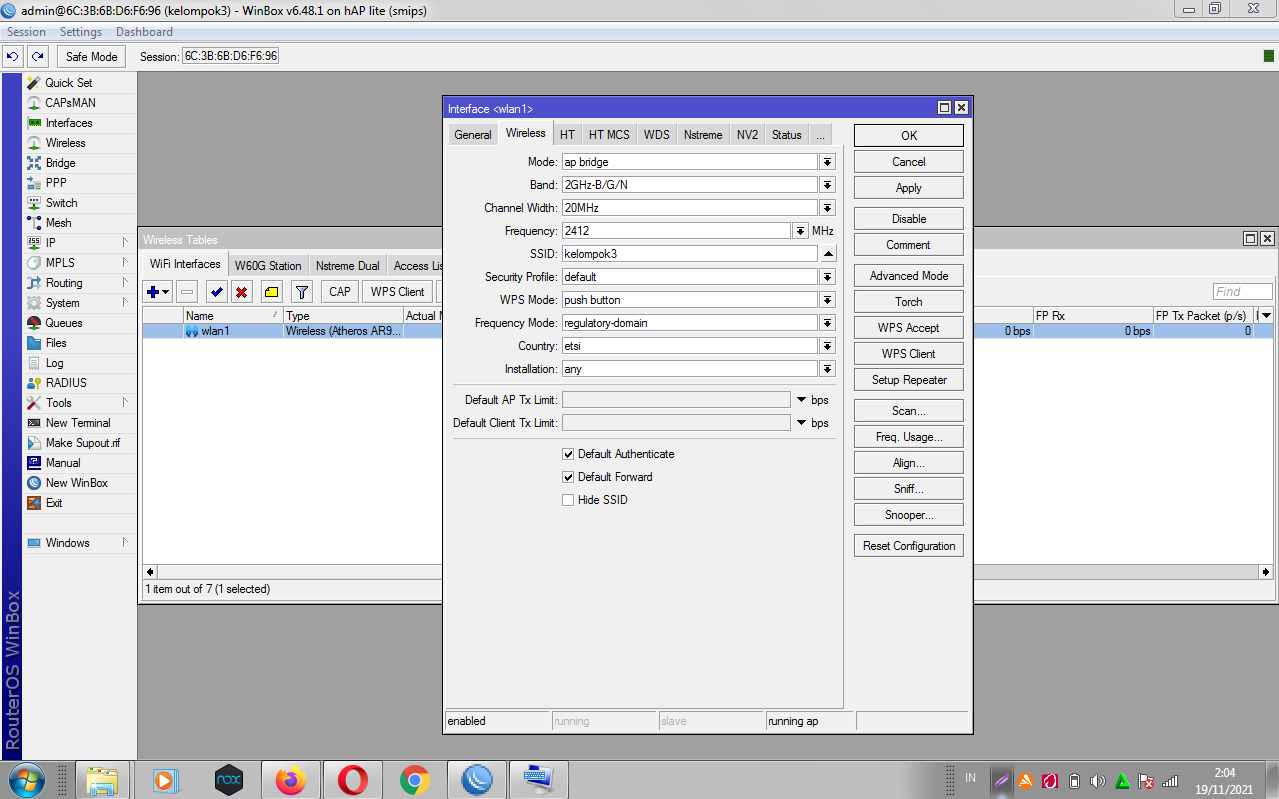 admin@6C:3B:6B:D6:F6:96 (kelompok3) - WinBox v6.48.1 on hAP lite (smips)
Session Settings Dashboard
Safe Mode Session: 6C:3B:6B:D6:F6:96
RouterOS WinBox
Quick Set
CAPsMAN
Interfaces
Wireless
Bridge
PPP
Switch
Mesh
IP
MPLS
Routing
System
Queues
Files
Log
RADIUS
Tools
New Terminal
Make Supout.rif
Manual
New WinBox
Exit
Windows
Wireless Tables
WiFi Interfaces W60G Station Nstreme Dual Access Lis
CAP WPS Client
Find
Name / Type Actual M FP Rx FP Tx Packet (p/s)
wlan1 Wireless (Atheros AR9... 0 bps 0 bps 0
1 item out of 7 (1 selected)
Interface <wlan1>
General Wireless HT HT MCS WDS Nstreme NV2 Status ...
Mode: ap bridge
Band: 2GHz-B/G/N
Channel Width: 20MHz
Frequency: 2412 MHz
SSID: kelompok3
Security Profile: default
WPS Mode: push button
Frequency Mode: regulatory-domain
Country: etsi
Installation: any
Default AP Tx Limit: bps
Default Client Tx Limit: bps
Default Authenticate
Default Forward
Hide SSID
OK
Cancel
Apply
Disable
Comment
Advanced Mode
Torch
WPS Accept
WPS Client
Setup Repeater
Scan...
Freq. Usage...
Align...
Sniff...
Snooper...
Reset Configuration
enabled running slave running ap
nox
IN
2:04
19/11/2021